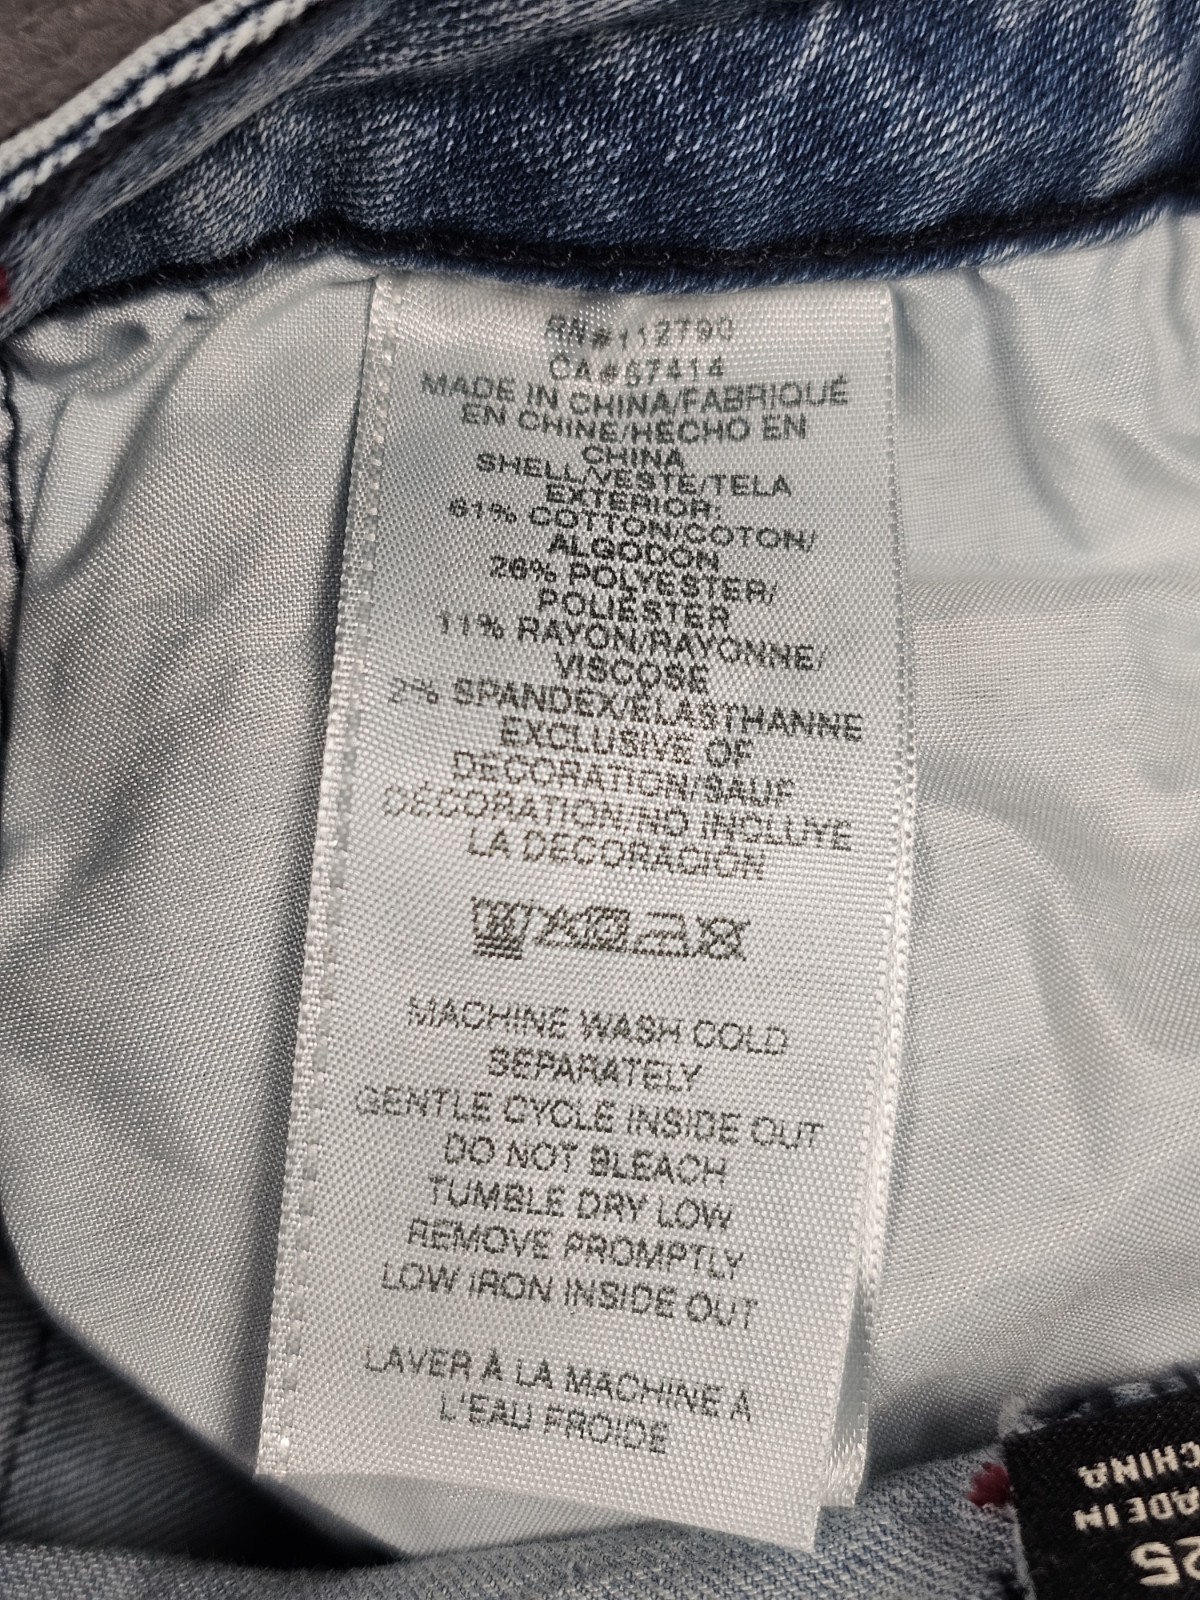 RN#112790
CA#57414
MADE IN CHINA/FABRIQUÉ
EN CHINE/HECHO EN
CHINA
SHELL/VESTE/TELA
EXTERIOR:
61% COTTON/COTON/
ALGODÓN
26% POLYESTER/
POLIÉSTER
11% RAYON/RAYONNE/
VISCOSE
2% SPANDEX/ÉLASTHANNE
EXCLUSIVE OF
DECORATION/SAUF
DÉCORATION/NO INCLUYE
LA DECORACIÓN
MACHINE WASH COLD
SEPARATELY
GENTLE CYCLE INSIDE OUT
DO NOT BLEACH
TUMBLE DRY LOW
REMOVE PROMPTLY
LOW IRON INSIDE OUT
LAVER À LA MACHINE À
L'EAU FROIDE
25
MADE IN
CHINA